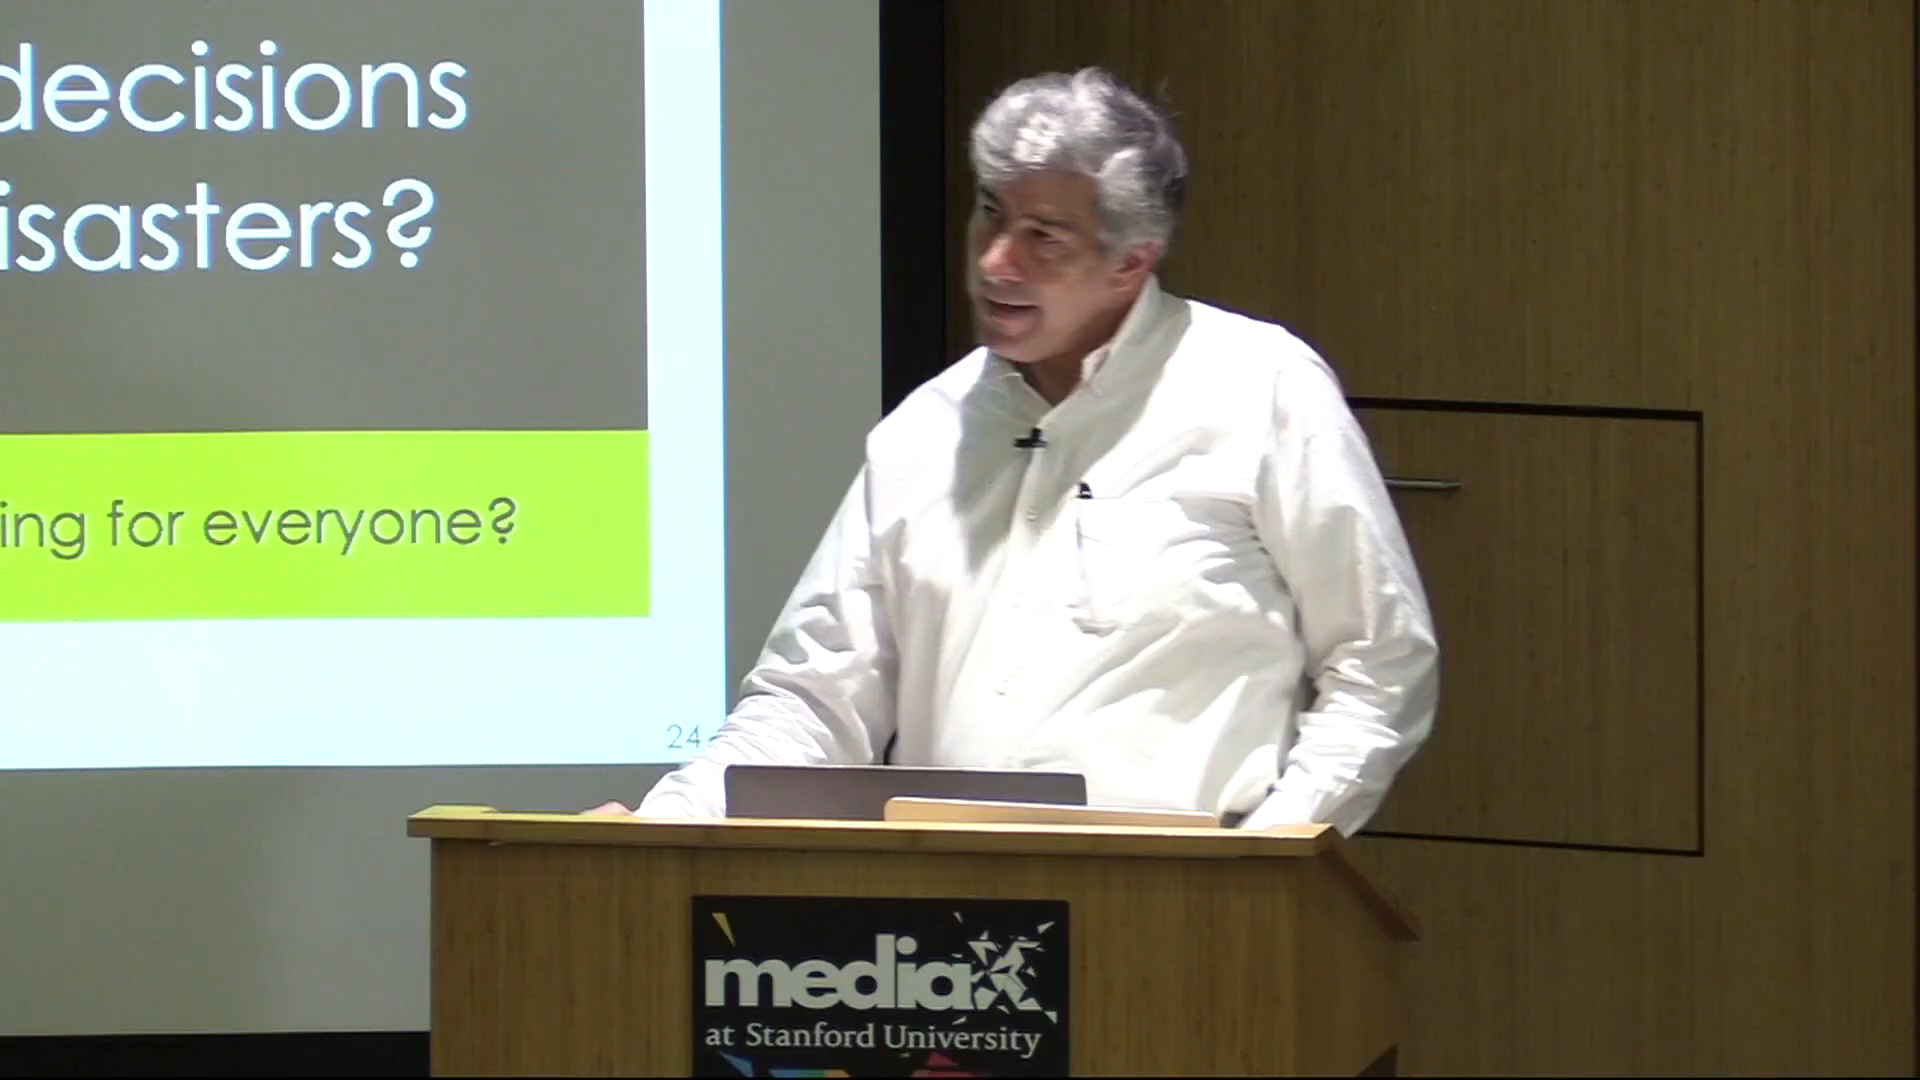 decisions
isasters?
ing for everyone?
24
mediaX
at Stanford University